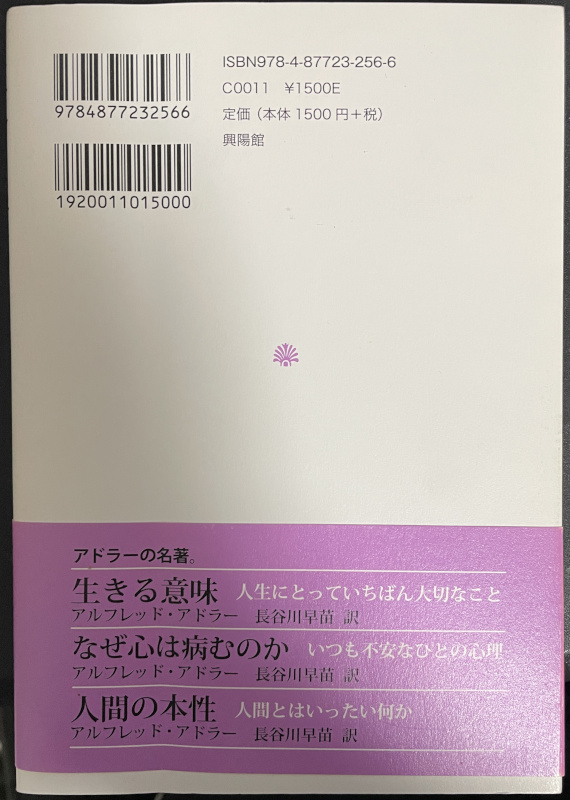 ISBN978-4-87723-256-6
C0011 ¥1500E
定価（本体1500円＋税）
興陽館
9784877232566
1920011015000
アドラーの名著。
生きる意味 人生にとっていちばん大切なこと
アルフレッド・アドラー 長谷川早苗 訳
なぜ心は病むのか いつも不安なひとの心理
アルフレッド・アドラー 長谷川早苗 訳
人間の本性 人間とはいったい何か
アルフレッド・アドラー 長谷川早苗 訳